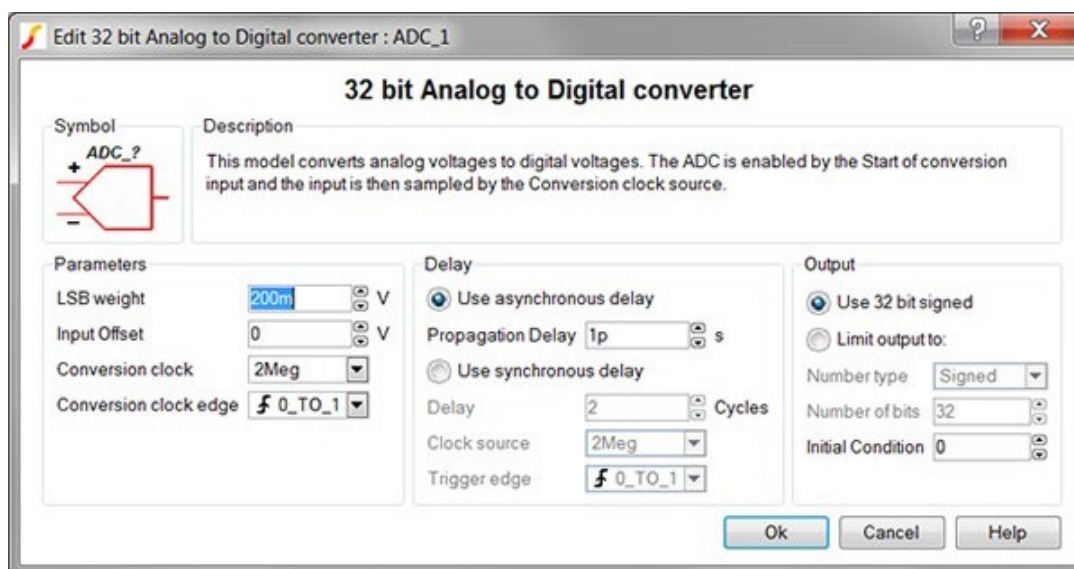 Edit 32 bit Analog to Digital converter : ADC_1
32 bit Analog to Digital converter
Symbol
ADC_?
+
−
Description
This model converts analog voltages to digital voltages. The ADC is enabled by the Start of conversion
input and the input is then sampled by the Conversion clock source.
Parameters
LSB weight 200m V
Input Offset 0 V
Conversion clock 2Meg
Conversion clock edge 0_TO_1
Delay
Use asynchronous delay
Propagation Delay 1p s
Use synchronous delay
Delay 2 Cycles
Clock source 2Meg
Trigger edge 0_TO_1
Output
Use 32 bit signed
Limit output to:
Number type Signed
Number of bits 32
Initial Condition 0
Ok Cancel Help